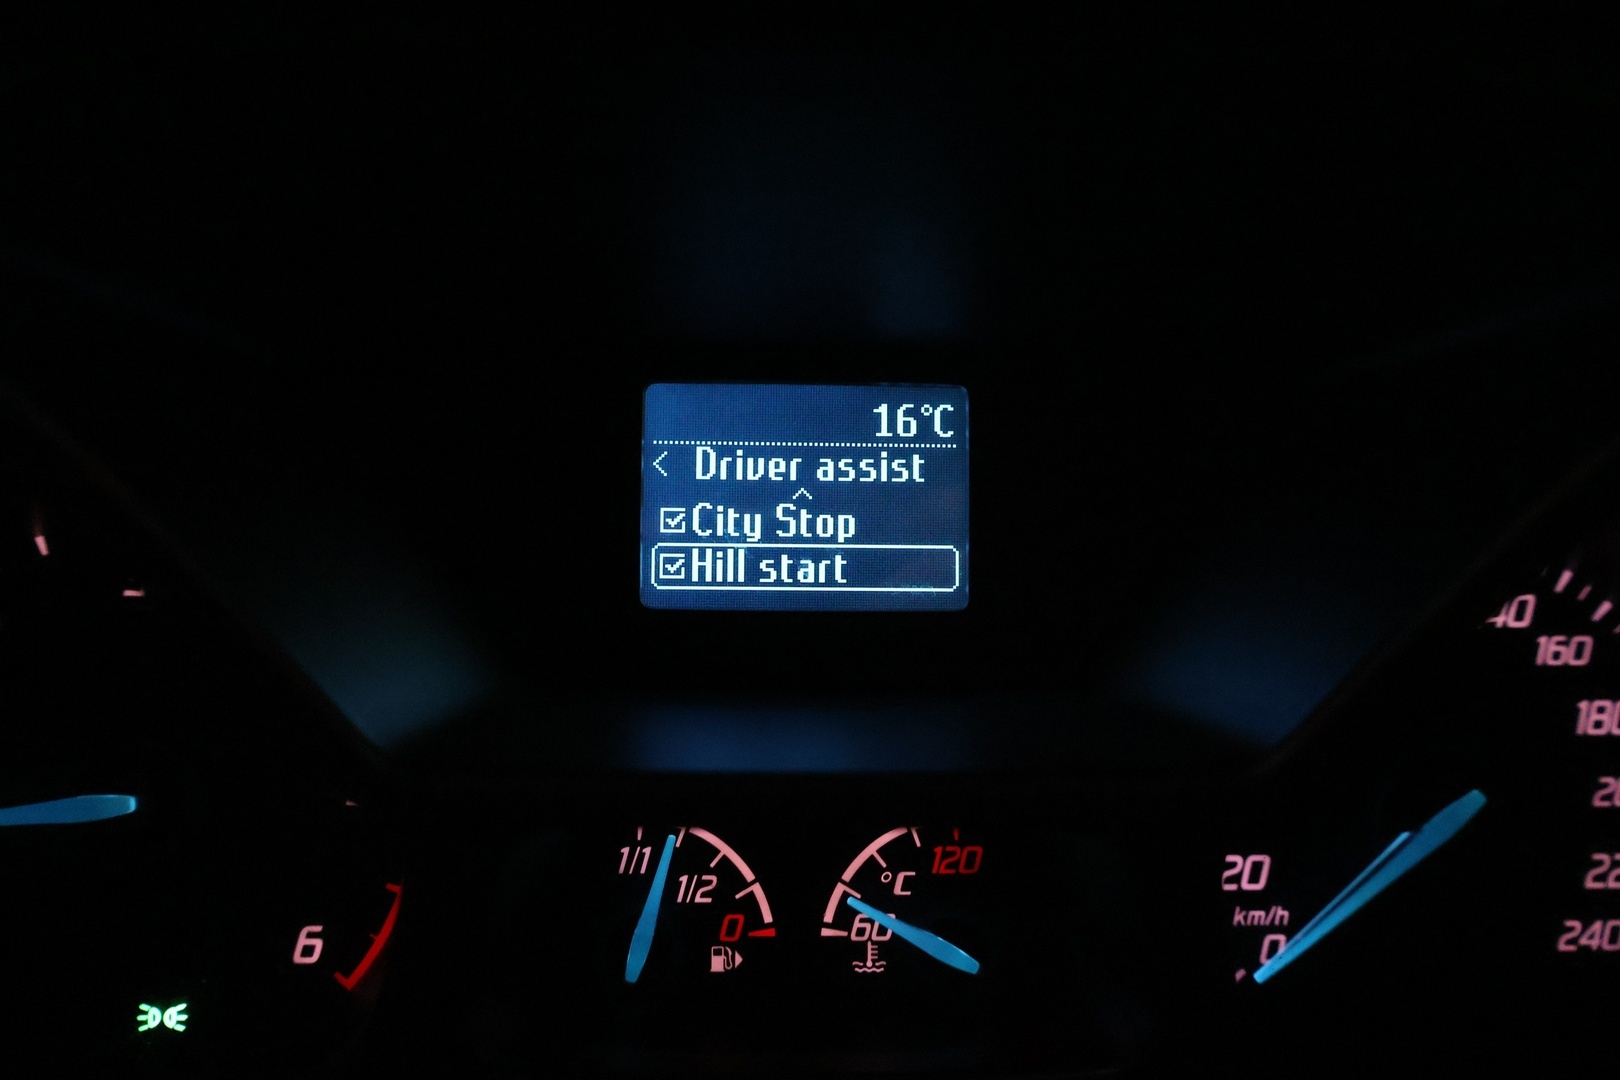 16°C
< Driver assist
City Stop
Hill start
160
180
1/1
1/2
0
°C
120
60
20
km/h
0
6
240